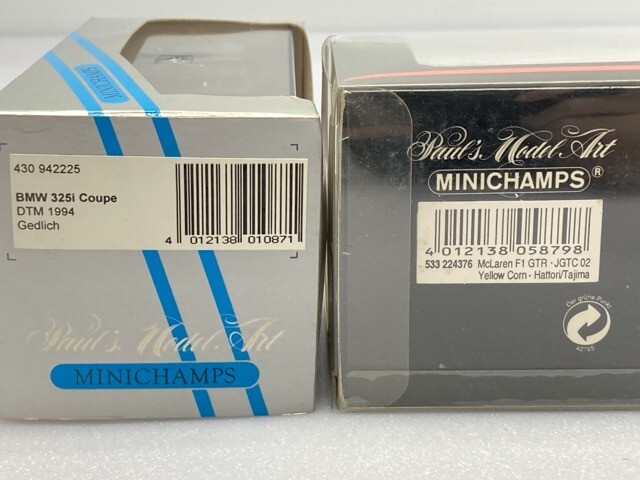 MINICHAMPS
430 942225
BMW 325i Coupe
DTM 1994
Gedlich
4 012138 010871
Paul's Model Art
MINICHAMPS
Paul's Model Art
MINICHAMPS®
4 012138 058798
533 224376 McLaren F1 GTR · JGTC 02
Yellow Corn · Hattori/Tajima
Der grüne Punkt